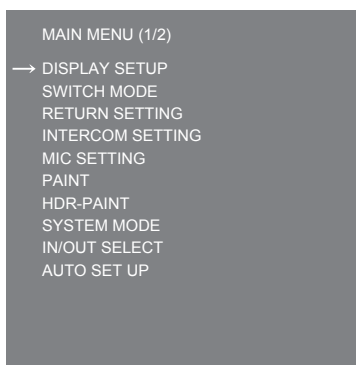 MAIN MENU (1/2)
→ DISPLAY SETUP
SWITCH MODE
RETURN SETTING
INTERCOM SETTING
MIC SETTING
PAINT
HDR-PAINT
SYSTEM MODE
IN/OUT SELECT
AUTO SET UP